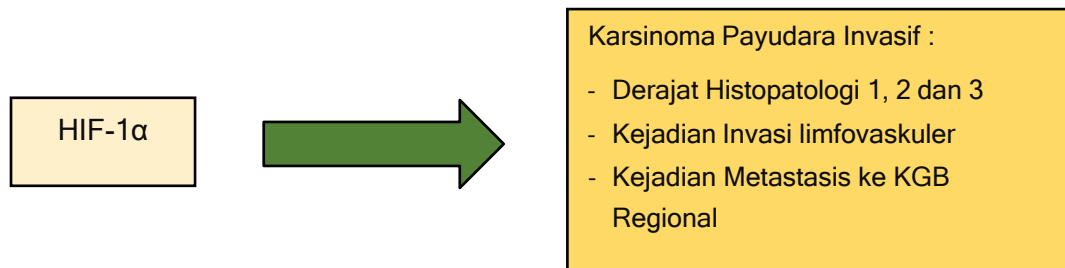 HIF-1α
Karsinoma Payudara Invasif :
- Derajat Histopatologi 1, 2 dan 3
- Kejadian Invasi limfovaskuler
- Kejadian Metastasis ke KGB
Regional